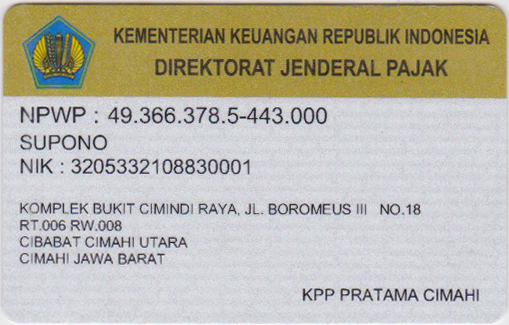 KEMENTERIAN KEUANGAN REPUBLIK INDONESIA
DIREKTORAT JENDERAL PAJAK
NPWP : 49.366.378.5-443.000
SUPONO
NIK : 3205332108830001
KOMPLEK BUKIT CIMINDI RAYA, JL. BOROMEUS III NO.18
RT.006 RW.008
CIBABAT CIMAHI UTARA
CIMAHI JAWA BARAT
KPP PRATAMA CIMAHI